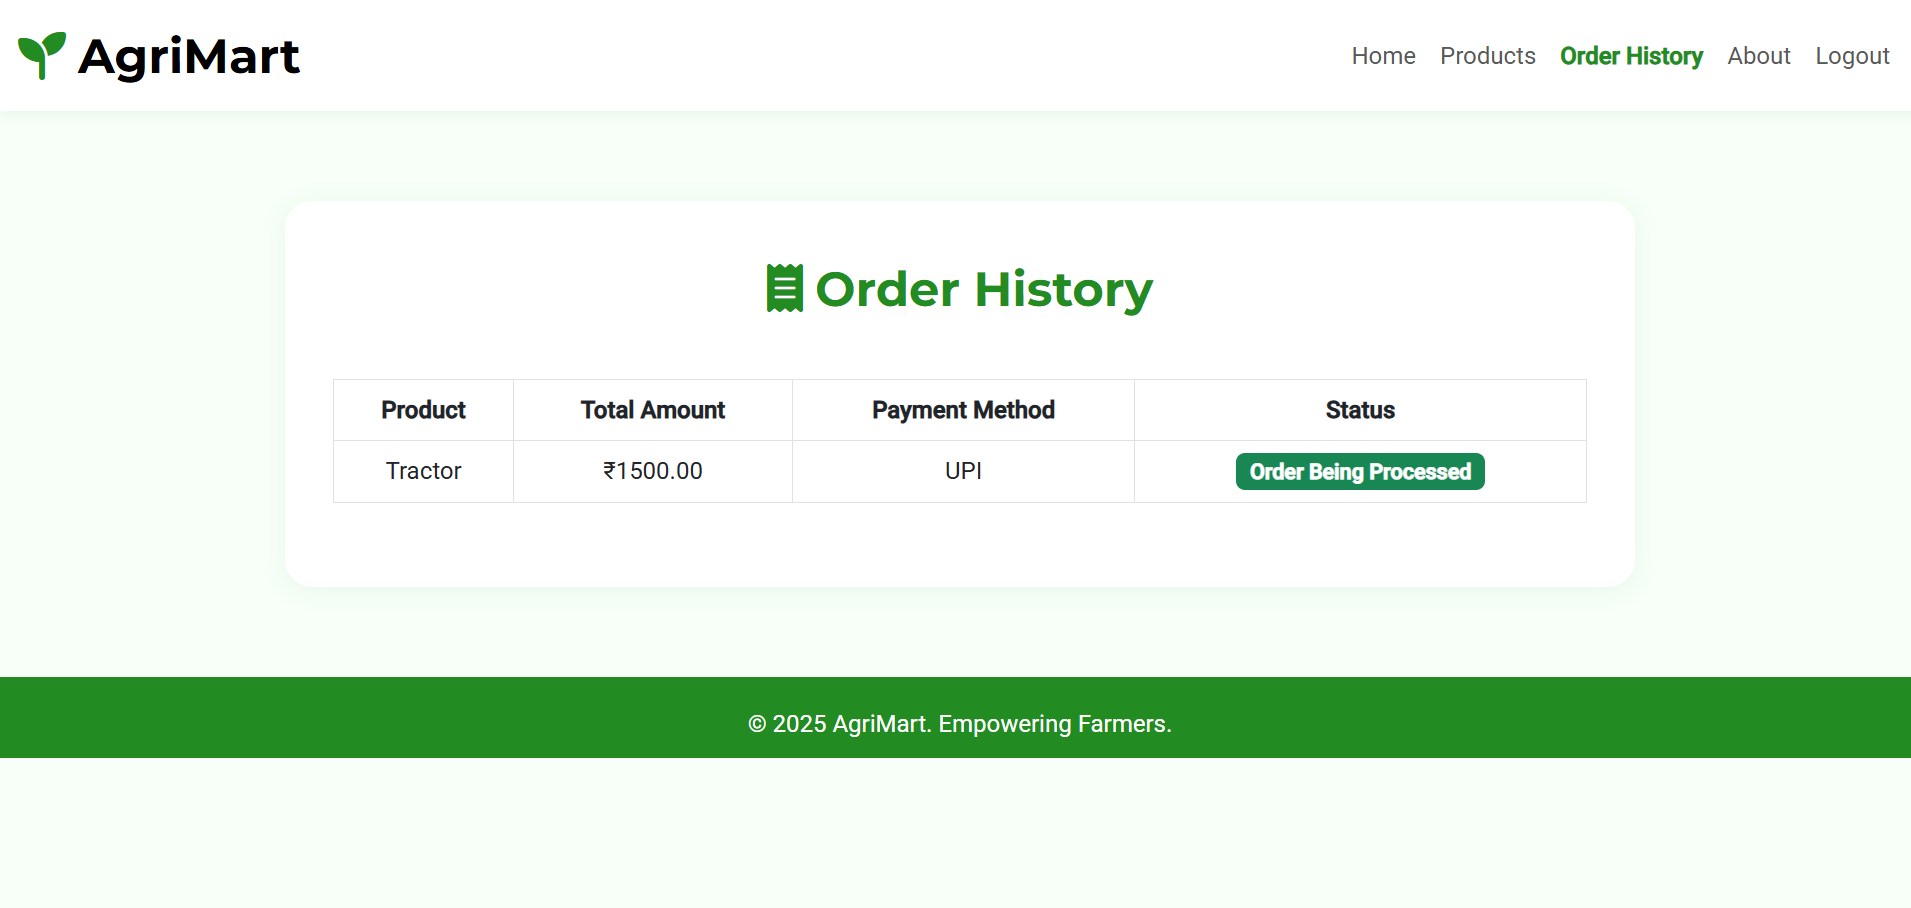 AgriMart
Home Products Order History About Logout
Order History
Product Total Amount Payment Method Status
Tractor ₹1500.00 UPI Order Being Processed
© 2025 AgriMart. Empowering Farmers.